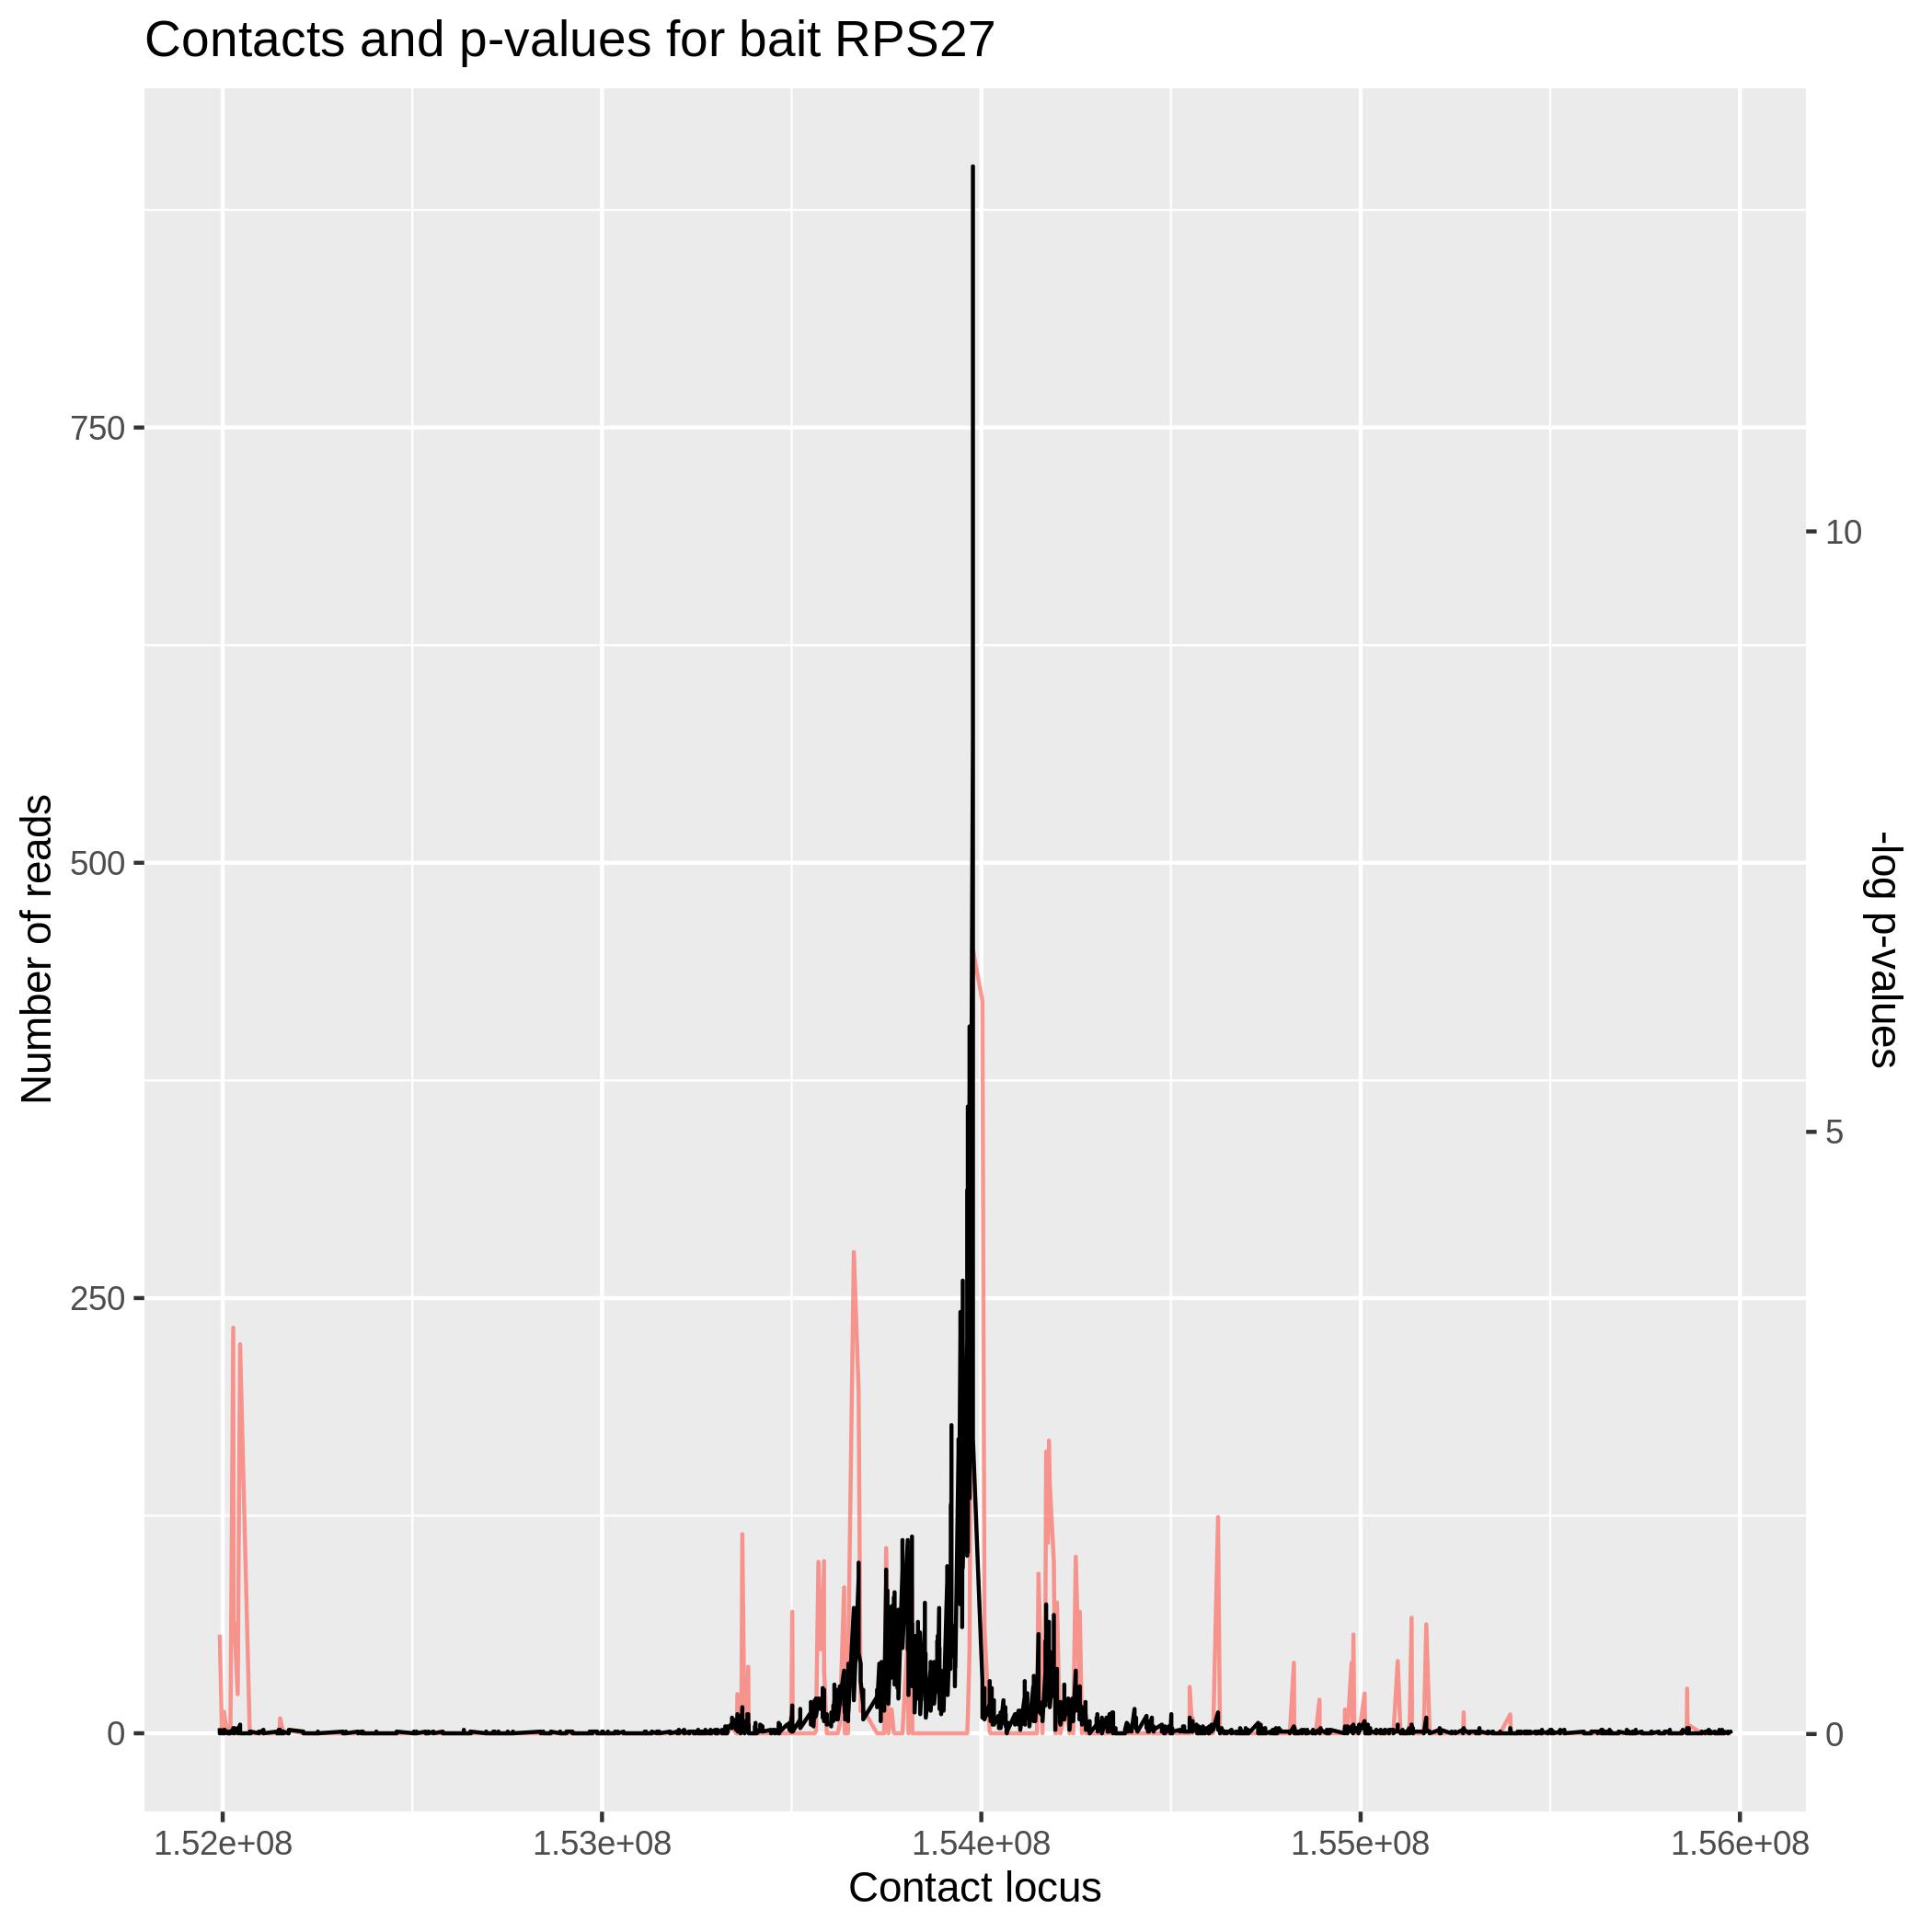 Contacts and p-values for bait RPS27
Number of reads
750
500
250
0
10
5
0
-log p-values
1.52e+08 1.53e+08 1.54e+08 1.55e+08 1.56e+08
Contact locus